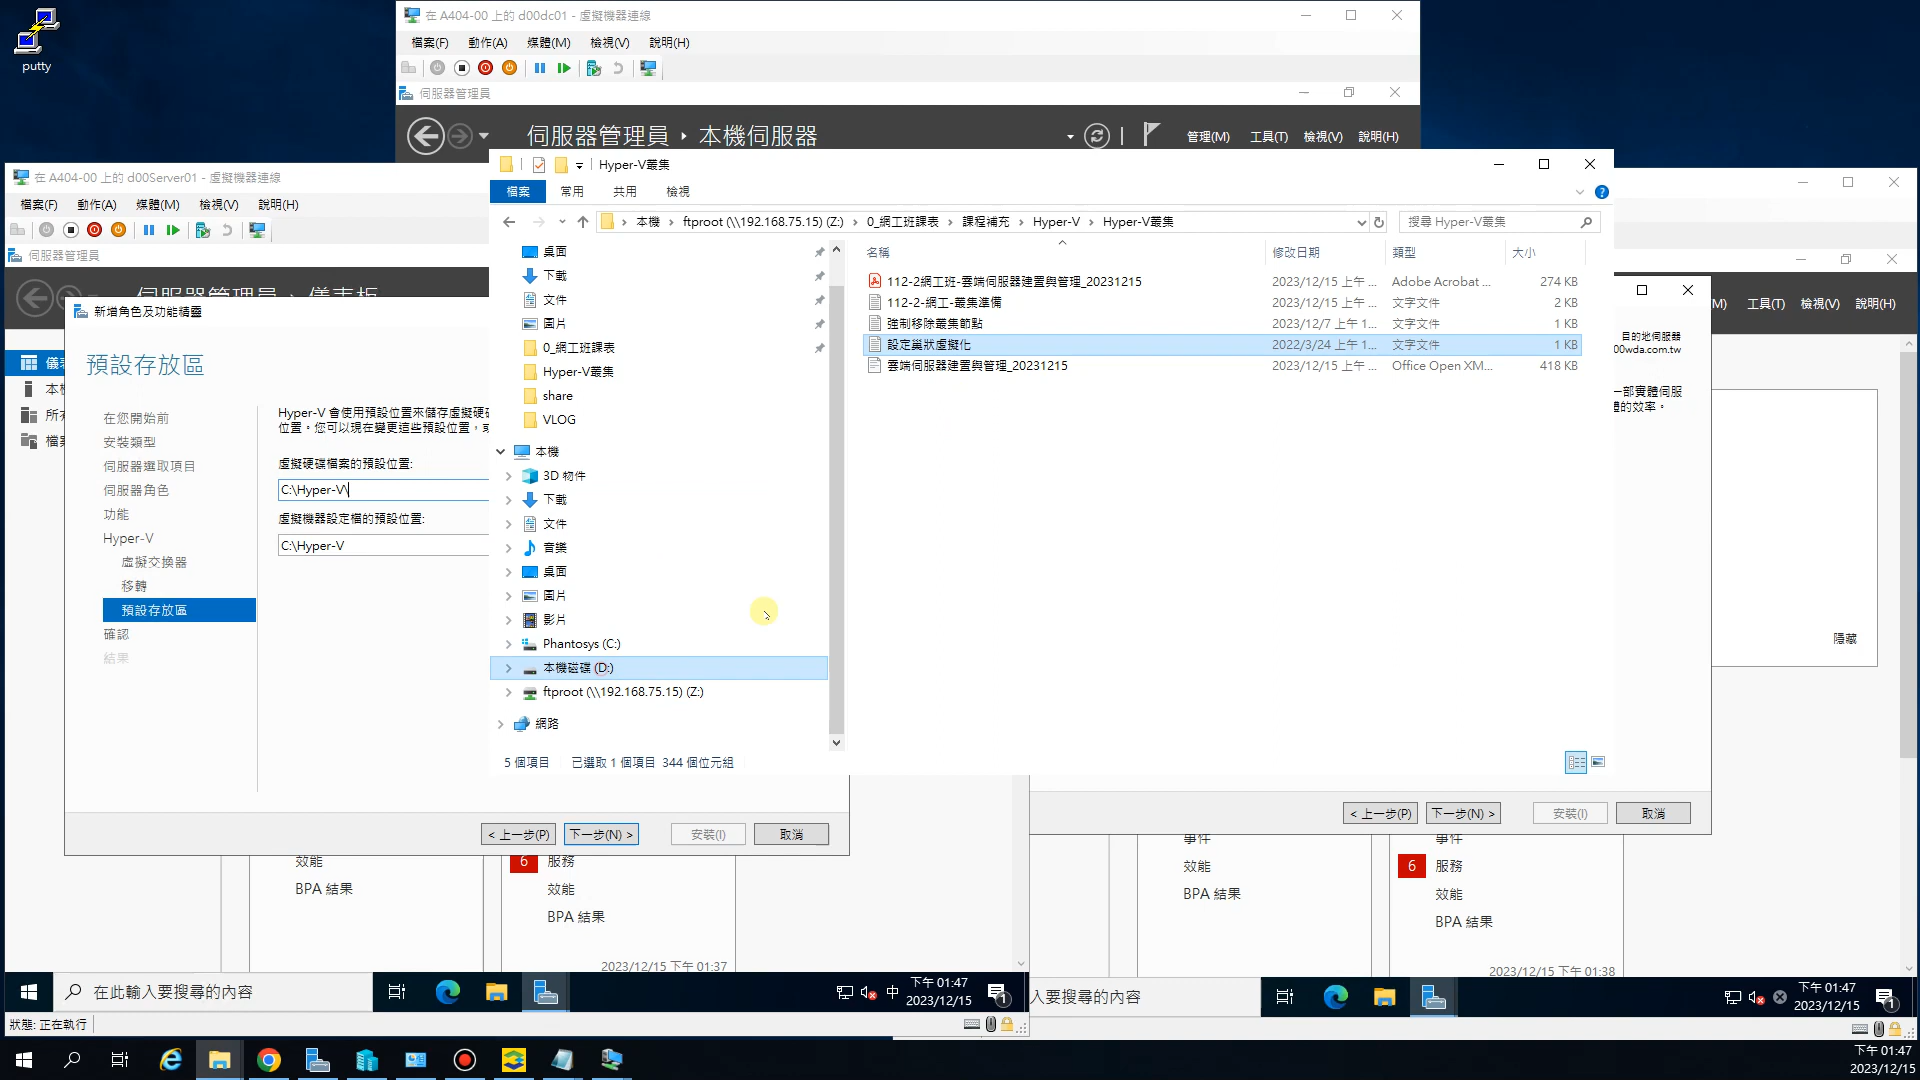 putty
在 A404-00 上的 d00dc01 - 虛擬機器連線
檔案(F) 動作(A) 媒體(M) 檢視(V) 說明(H)
伺服器管理員
伺服器管理員 ‣ 本機伺服器
管理(M) 工具(T) 檢視(V) 說明(H)
在 A404-00 上的 d00Server01 - 虛擬機器連線
檔案(F) 動作(A) 媒體(M) 檢視(V) 說明(H)
伺服器管理員
新增角色及功能精靈
預設存放區
在您開始前
安裝類型
伺服器選取項目
伺服器角色
功能
Hyper-V
虛擬交換器
移轉
預設存放區
確認
結果
Hyper-V 會使用預設位置來儲存虛擬硬
位置。您可以現在變更這些預設位置，或
虛擬硬碟檔案的預設位置:
C:\Hyper-V\
虛擬機器設定檔的預設位置:
C:\Hyper-V
< 上一步(P) 下一步(N) > 安裝(I) 取消
Hyper-V叢集
檔案 常用 共用 檢視
本機 › ftproot (\\192.168.75.15) (Z:) › 0_網工班課表 › 課程補充 › Hyper-V › Hyper-V叢集
搜尋 Hyper-V叢集
桌面
下載
文件
圖片
0_網工班課表
Hyper-V叢集
share
VLOG
本機
3D 物件
下載
文件
音樂
桌面
圖片
影片
Phantosys (C:)
本機磁碟 (D:)
ftproot (\\192.168.75.15) (Z:)
網路
名稱 修改日期 類型 大小
112-2網工班-雲端伺服器建置與管理_20231215 2023/12/15 上午 ... Adobe Acrobat ... 274 KB
112-2-網工-叢集準備 2023/12/15 上午 ... 文字文件 2 KB
強制移除叢集節點 2023/12/7 上午 1... 文字文件 1 KB
設定巢狀虛擬化 2022/3/24 上午 1... 文字文件 1 KB
雲端伺服器建置與管理_20231215 2023/12/15 上午 ... Office Open XM... 418 KB
5 個項目 已選取 1 個項目 344 個位元組
M) 工具(T) 檢視(V) 說明(H)
目的地伺服器
00wda.com.tw
一部實體伺服
的效率。
隱藏
< 上一步(P) 下一步(N) > 安裝(I) 取消
效能
BPA 結果
6 服務
效能
BPA 結果
2023/12/15 下午 01:37
事件
效能
BPA 結果
事件
6 服務
效能
BPA 結果
2023/12/15 下午 01:38
在此輸入要搜尋的內容
中
下午 01:47
2023/12/15
1
入要搜尋的內容
下午 01:47
2023/12/15
1
狀態: 正在執行
下午 01:47
2023/12/15